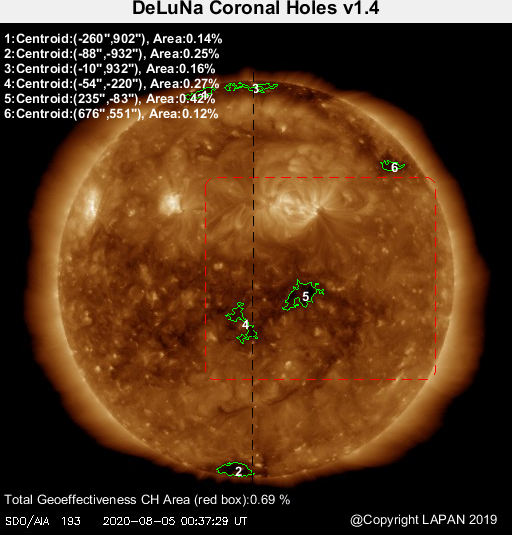 DeLuNa Coronal Holes v1.4
1:Centroid:(-260",902"), Area:0.14%
2:Centroid:(-88",-932"), Area:0.25%
3:Centroid:(-10",932"), Area:0.16%
4:Centroid:(-54",-220"), Area:0.27%
5:Centroid:(235",-83"), Area:0.42%
6:Centroid:(676",551"), Area:0.12%
1
3
6
5
4
2
Total Geoeffectiveness CH Area (red box):0.69 %
SDO/AIA 193 2020-08-05 00:37:29 UT
@Copyright LAPAN 2019